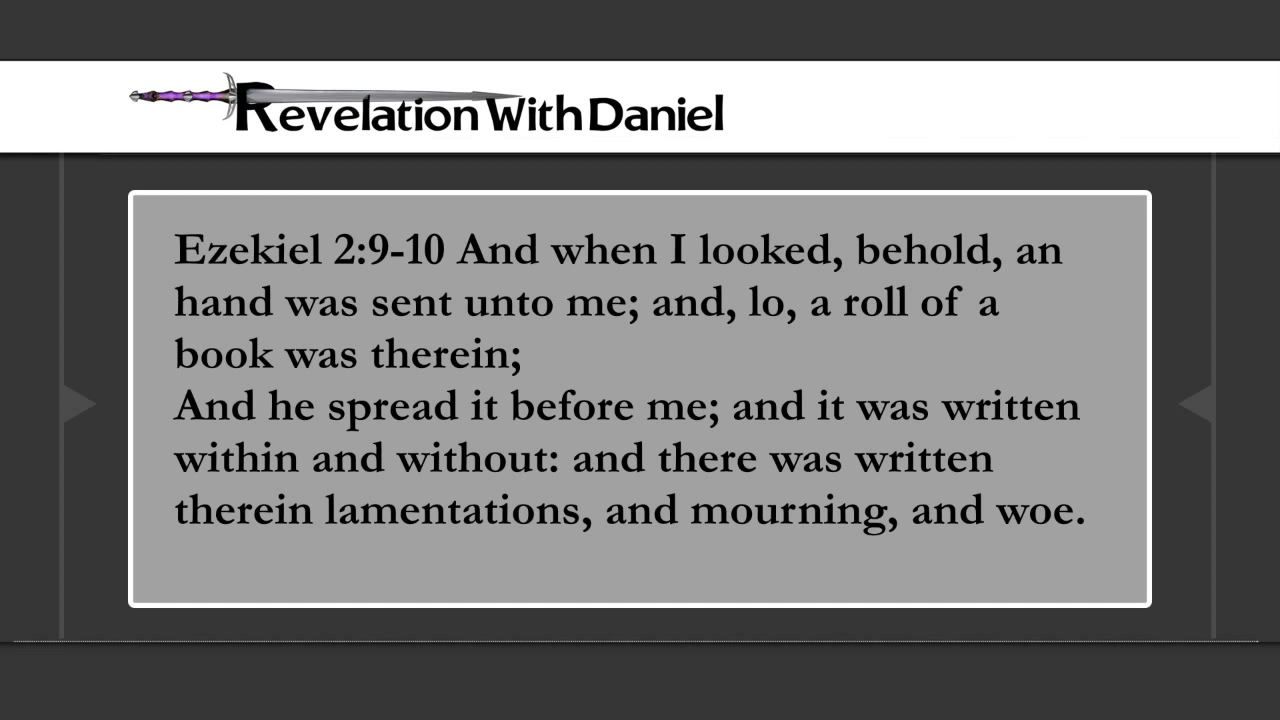 Revelation With Daniel
Ezekiel 2:9-10 And when I looked, behold, an
hand was sent unto me; and, lo, a roll of a
book was therein;
And he spread it before me; and it was written
within and without: and there was written
therein lamentations, and mourning, and woe.